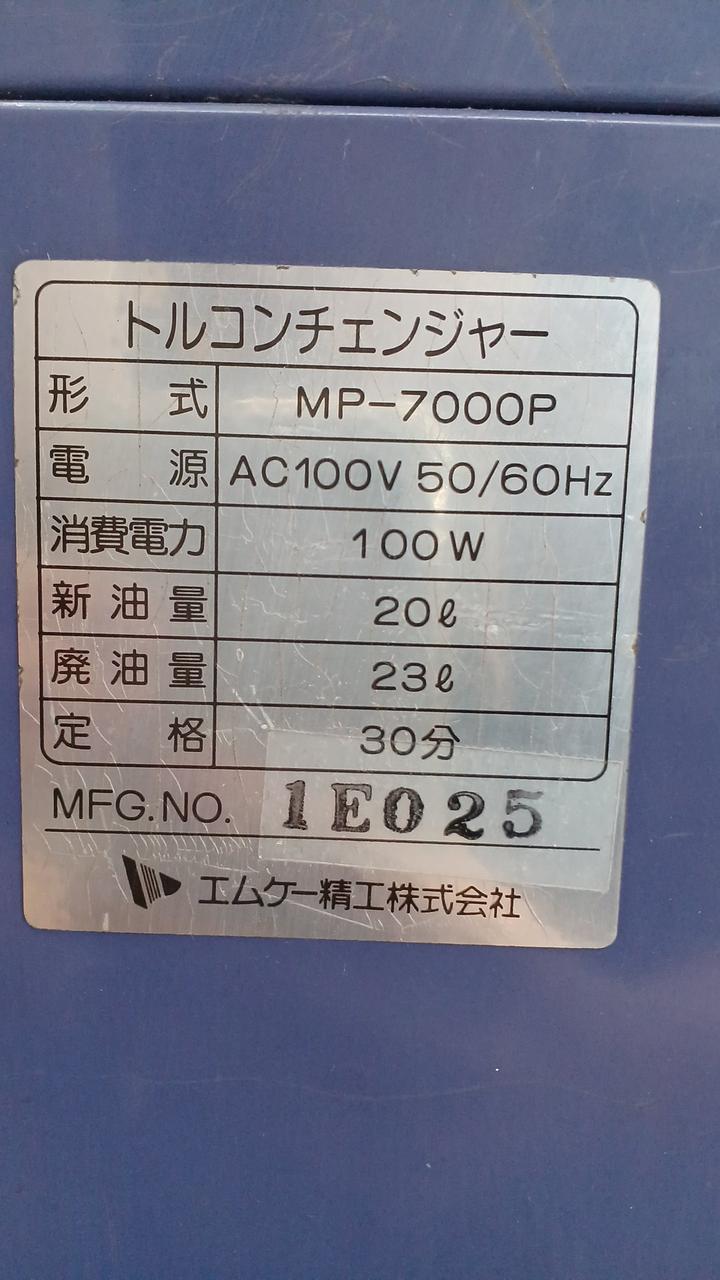 トルコンチェンジャー
形式 MP-7000P
電源 AC100V 50/60Hz
消費電力 100W
新油量 20ℓ
廃油量 23ℓ
定格 30分
MFG.NO. 1E025
エムケー精工株式会社